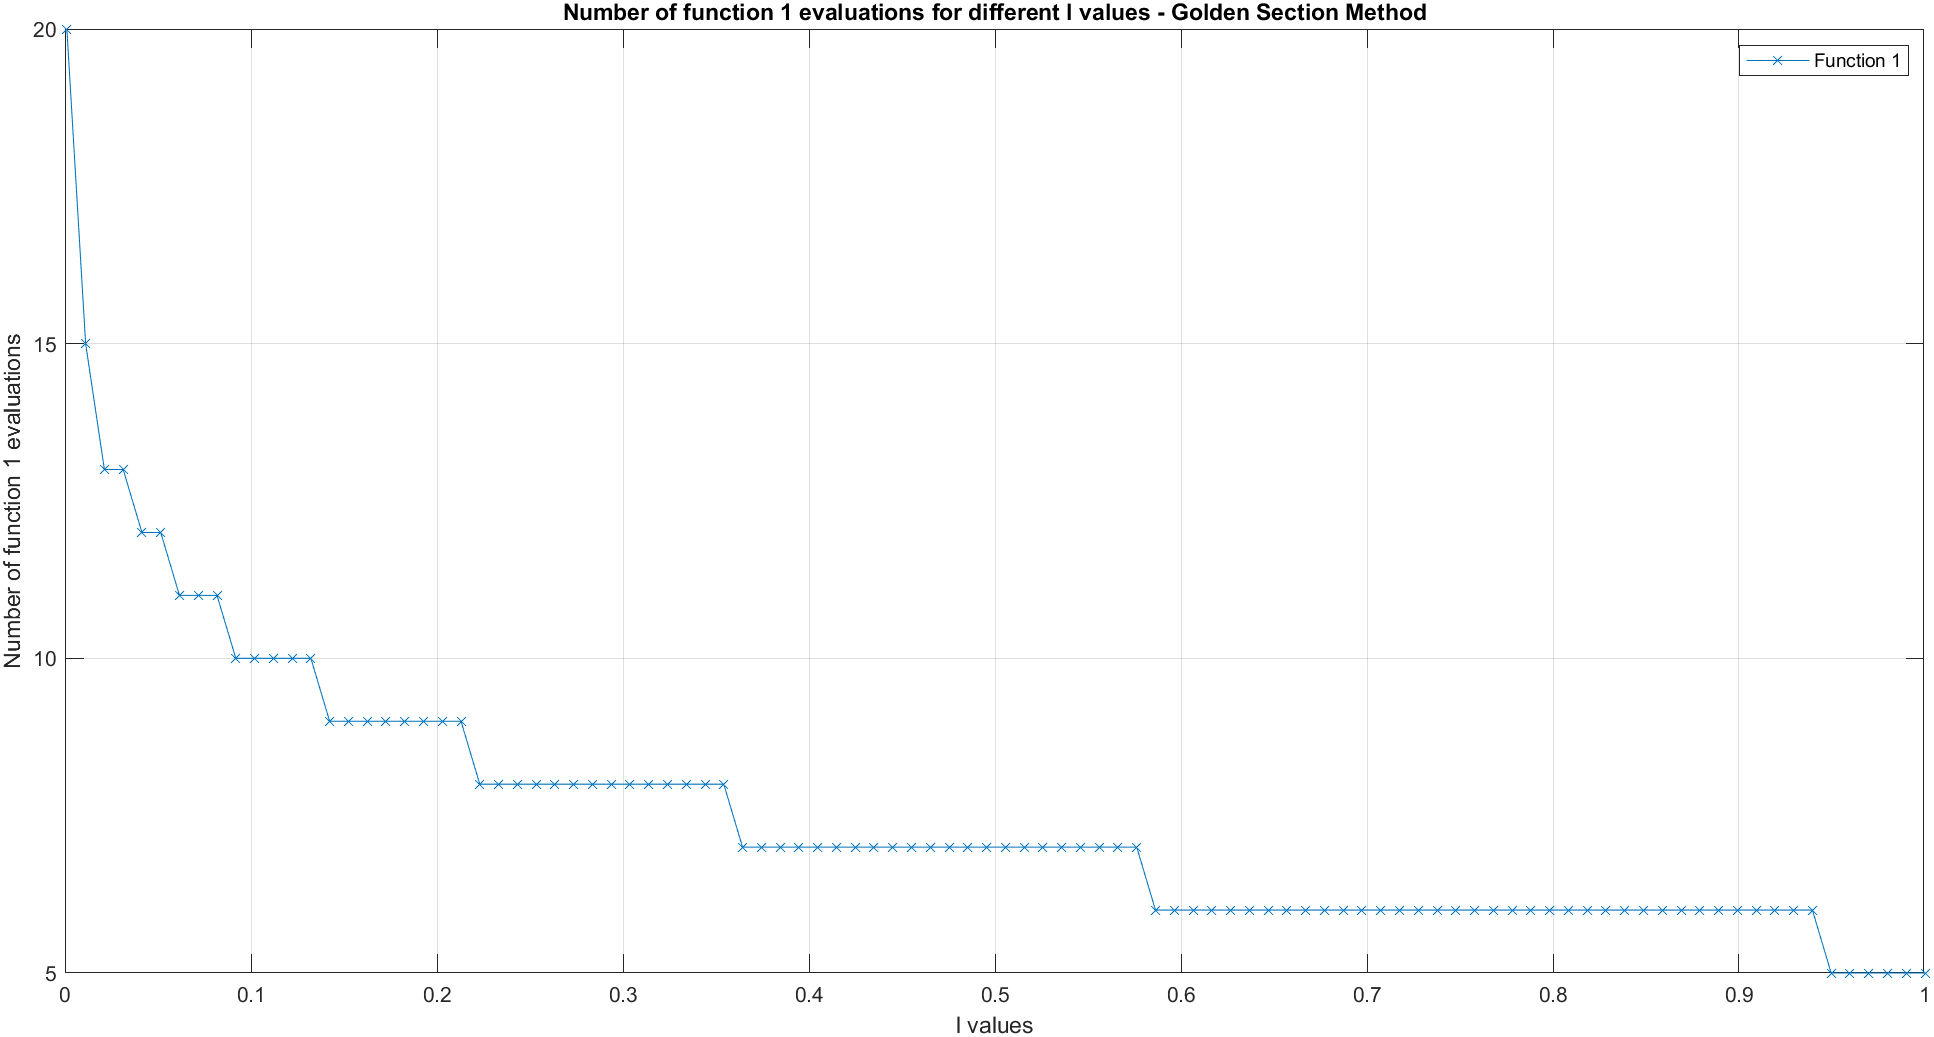 Number of function 1 evaluations for different l values - Golden Section Method
Function 1
Number of function 1 evaluations
20
15
10
5
0 0.1 0.2 0.3 0.4 0.5 0.6 0.7 0.8 0.9 1
l values